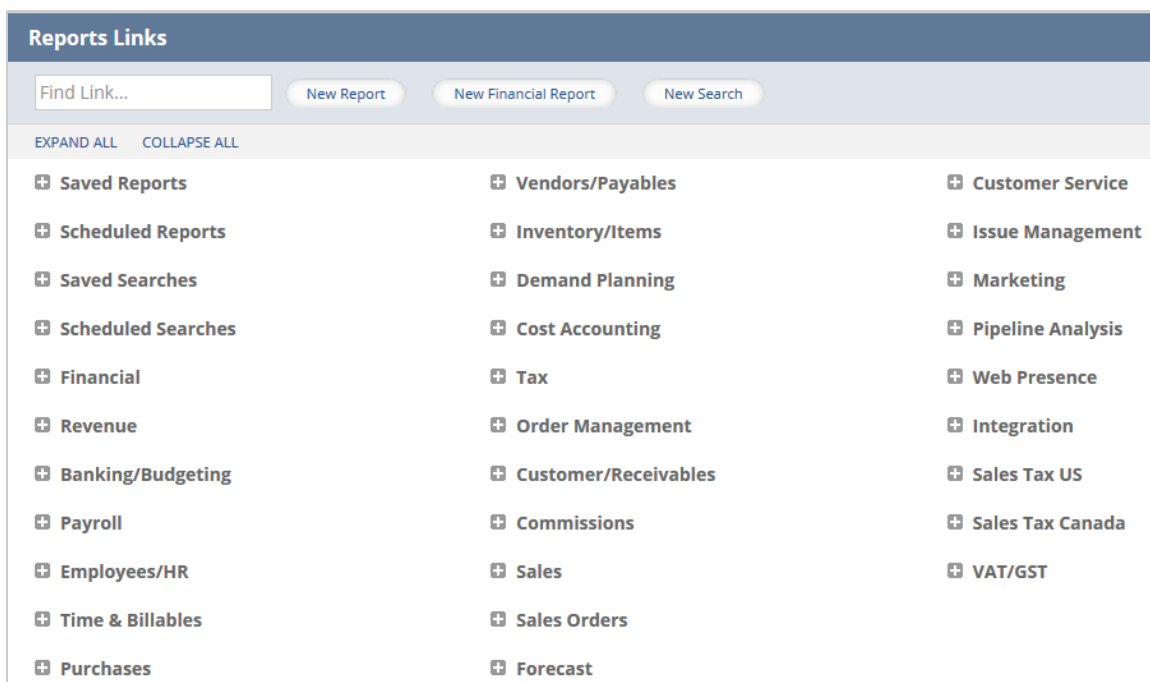 Reports Links
Find Link...
New Report
New Financial Report
New Search
EXPAND ALL
COLLAPSE ALL
Saved Reports
Scheduled Reports
Saved Searches
Scheduled Searches
Financial
Revenue
Banking/Budgeting
Payroll
Employees/HR
Time & Billables
Purchases
Vendors/Payables
Inventory/Items
Demand Planning
Cost Accounting
Tax
Order Management
Customer/Receivables
Commissions
Sales
Sales Orders
Forecast
Customer Service
Issue Management
Marketing
Pipeline Analysis
Web Presence
Integration
Sales Tax US
Sales Tax Canada
VAT/GST